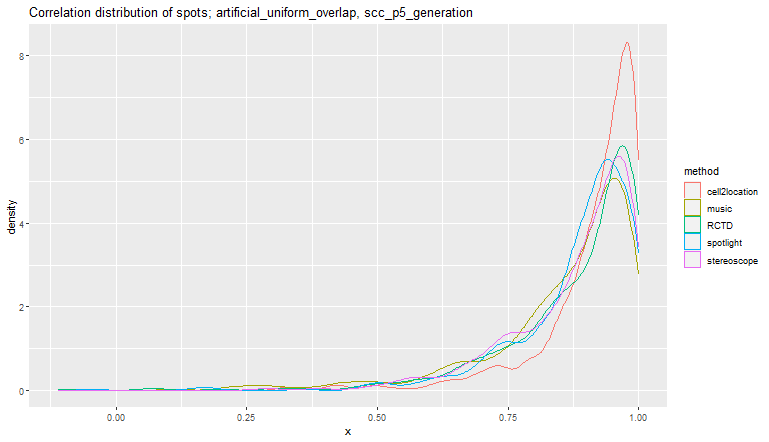 Correlation distribution of spots; artificial_uniform_overlap, scc_p5_generation
density
8
6
4
2
0
0.00 0.25 0.50 0.75 1.00
x
method
cell2location
music
RCTD
spotlight
stereoscope